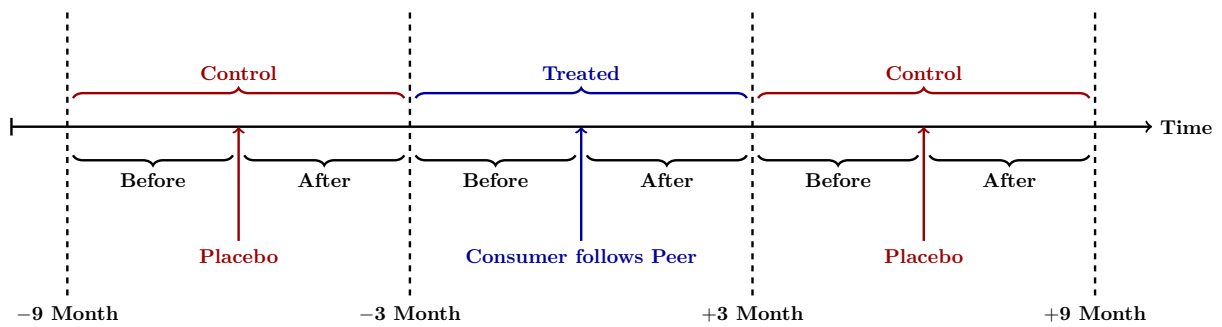 Control
Treated
Control
Time
Before
After
Before
After
Before
After
Placebo
Consumer follows Peer
Placebo
−9 Month
−3 Month
+3 Month
+9 Month